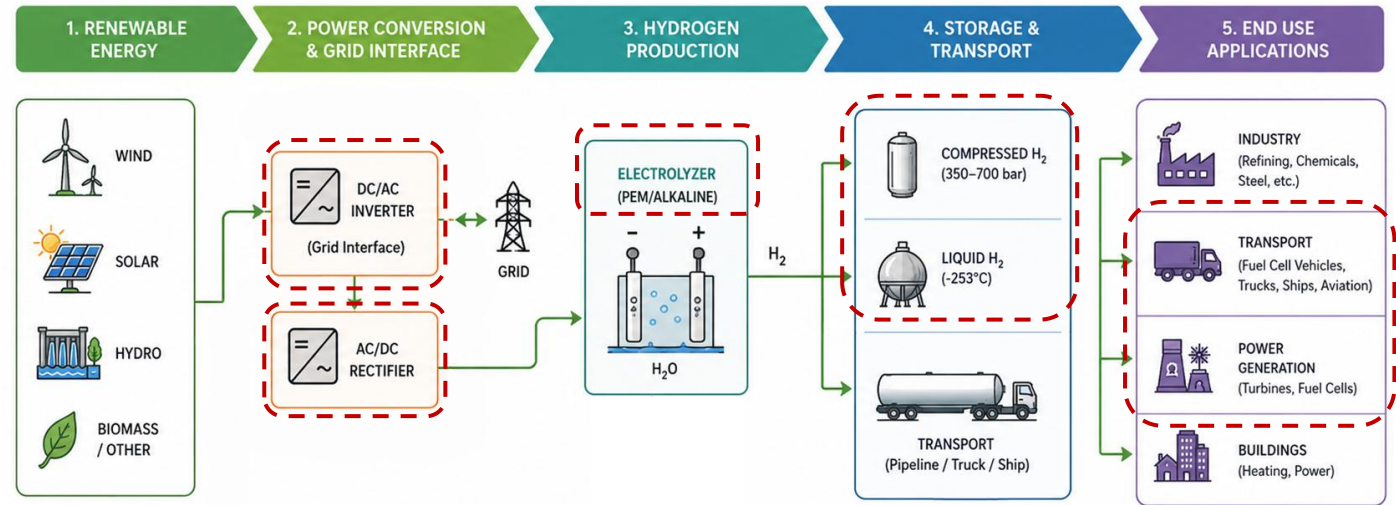 1. RENEWABLE
ENERGY
2. POWER CONVERSION
& GRID INTERFACE
3. HYDROGEN
PRODUCTION
4. STORAGE &
TRANSPORT
5. END USE
APPLICATIONS
WIND
SOLAR
HYDRO
BIOMASS
/ OTHER
DC/AC
INVERTER
(Grid Interface)
GRID
AC/DC
RECTIFIER
ELECTROLYZER
(PEM/ALKALINE)
− +
H₂O
H₂
COMPRESSED H₂
(350–700 bar)
LIQUID H₂
(-253°C)
TRANSPORT
(Pipeline / Truck / Ship)
INDUSTRY
(Refining, Chemicals,
Steel, etc.)
TRANSPORT
(Fuel Cell Vehicles,
Trucks, Ships, Aviation)
POWER
GENERATION
(Turbines, Fuel Cells)
BUILDINGS
(Heating, Power)